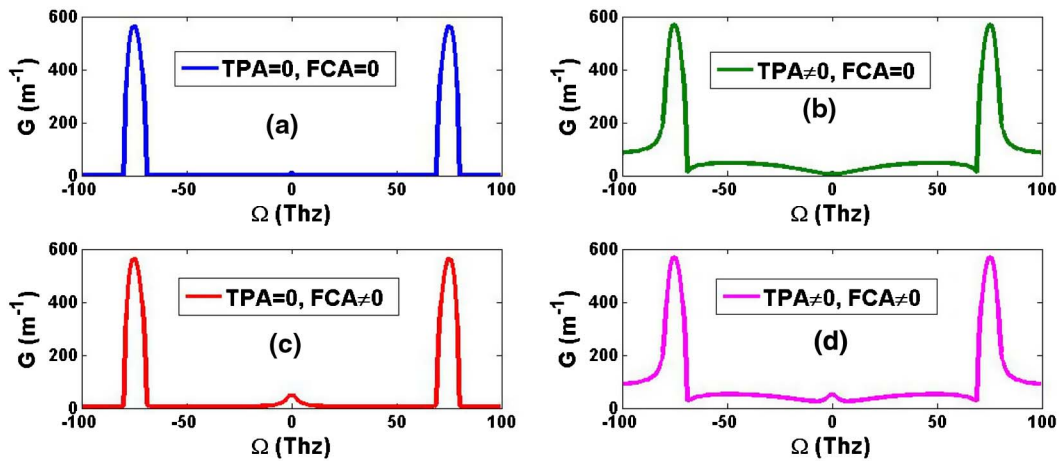 600
400
200
0
G (m⁻¹)
TPA=0, FCA=0
(a)
-100 -50 0 50 100
Ω (Thz)
600
400
200
0
G (m⁻¹)
TPA≠0, FCA=0
(b)
-100 -50 0 50 100
Ω (Thz)
600
400
200
0
G (m⁻¹)
TPA=0, FCA≠0
(c)
-100 -50 0 50 100
Ω (Thz)
600
400
200
0
G (m⁻¹)
TPA≠0, FCA≠0
(d)
-100 -50 0 50 100
Ω (Thz)